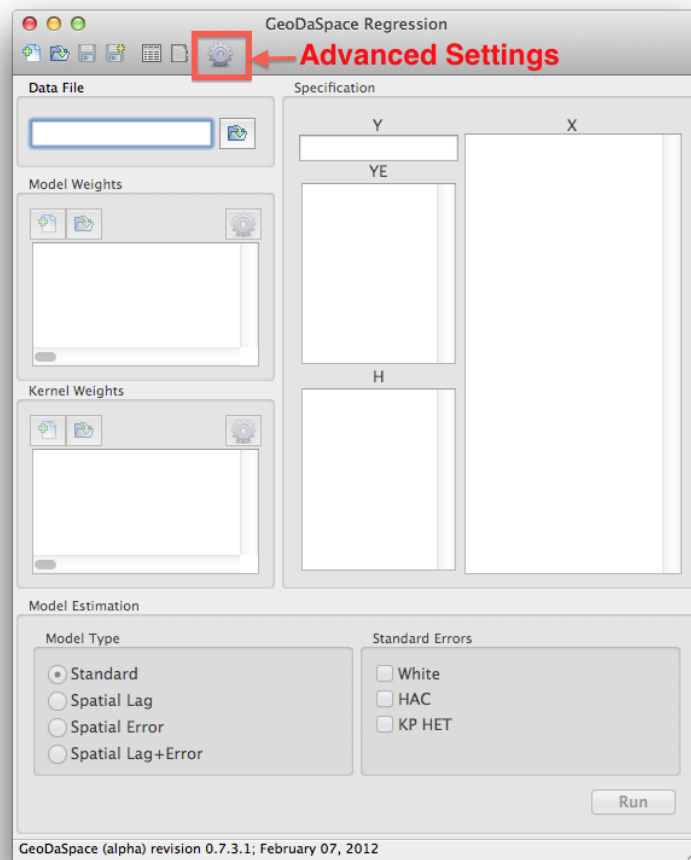 GeoDaSpace Regression
Advanced Settings
Data File
Specification
Y
X
YE
Model Weights
H
Kernel Weights
Model Estimation
Model Type
Standard Errors
Standard
White
Spatial Lag
HAC
Spatial Error
KP HET
Spatial Lag+Error
Run
GeoDaSpace (alpha) revision 0.7.3.1; February 07, 2012